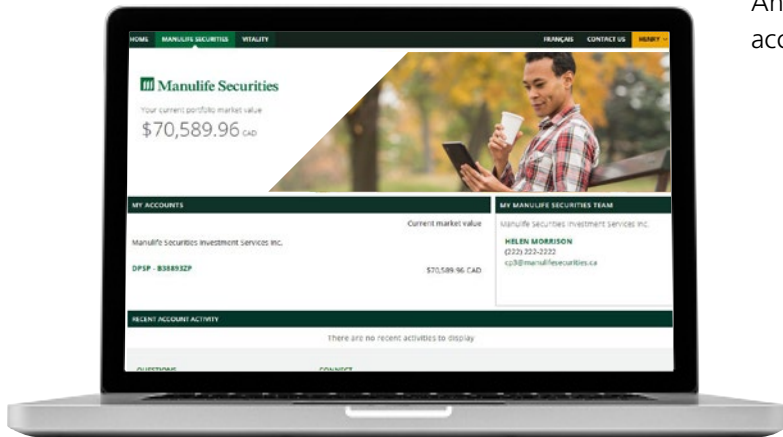 An
acc
HOME MANULIFE SECURITIES VITALITY FRANÇAIS CONTACT US HENRY
Manulife Securities
Your current portfolio market value
$70,589.96 CAD
MY ACCOUNTS
Current market value
Manulife Securities Investment Services Inc.
DPSP - B38893ZP $70,589.96 CAD
MY MANULIFE SECURITIES TEAM
Manulife Securities Investment Services Inc.
HELEN MORRISON
(222) 222-2222
cp3@manulifesecurities.ca
RECENT ACCOUNT ACTIVITY
There are no recent activities to display
QUESTIONS CONNECT